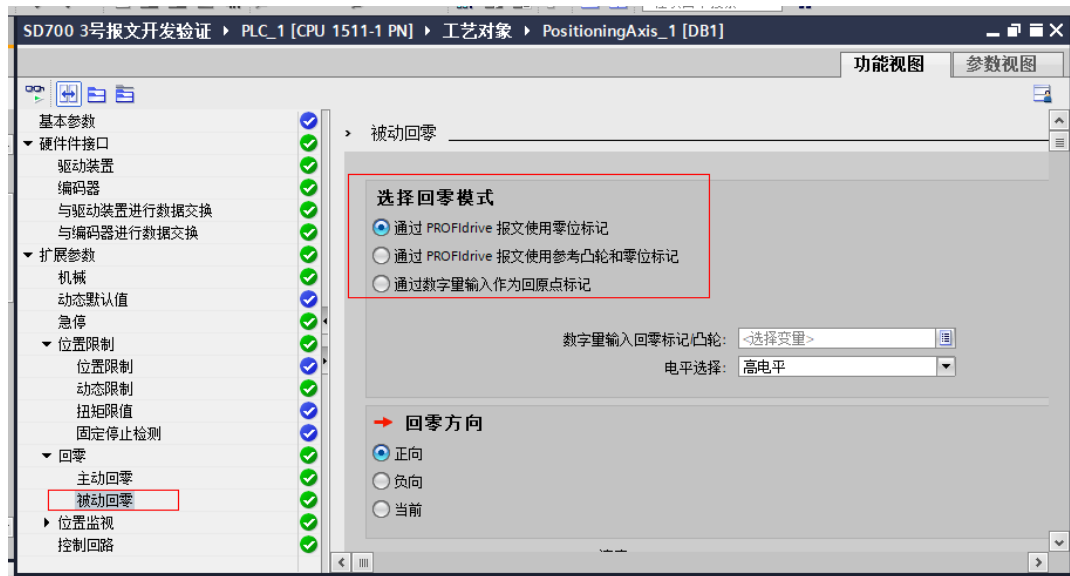 SD700 3号报文开发验证 ▸ PLC_1 [CPU 1511-1 PN] ▸ 工艺对象 ▸ PositioningAxis_1 [DB1]
功能视图
参数视图
基本参数
硬件件接口
驱动装置
编码器
与驱动装置进行数据交换
与编码器进行数据交换
扩展参数
机械
动态默认值
急停
位置限制
位置限制
动态限制
扭矩限值
固定停止检测
回零
主动回零
被动回零
位置监视
控制回路
被动回零
选择回零模式
通过 PROFIdrive 报文使用零位标记
通过 PROFIdrive 报文使用参考凸轮和零位标记
通过数字里输入作为回原点标记
数字里输入回零标记/凸轮:
<选择变里>
电平选择:
高电平
回零方向
正向
负向
当前